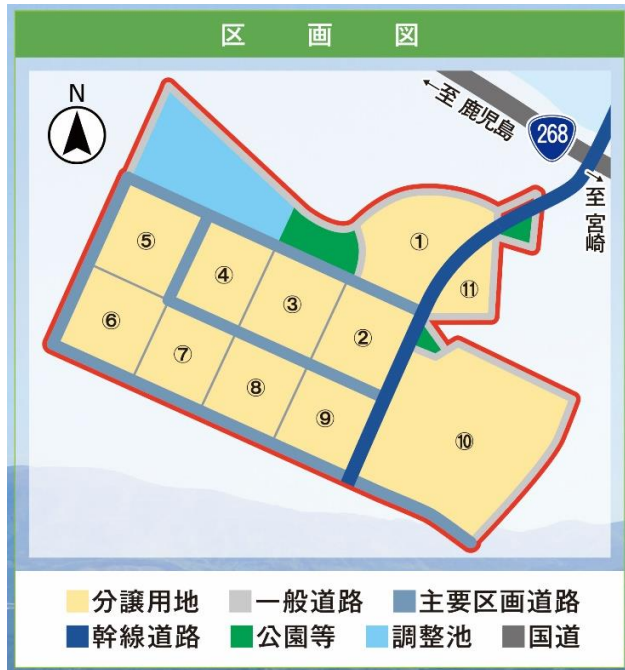 区画図
N
←至 鹿児島
268
→至 宮崎
①
⑪
⑤
④
③
②
⑥
⑦
⑧
⑨
⑩
分譲用地 一般道路 主要区画道路
幹線道路 公園等 調整池 国道